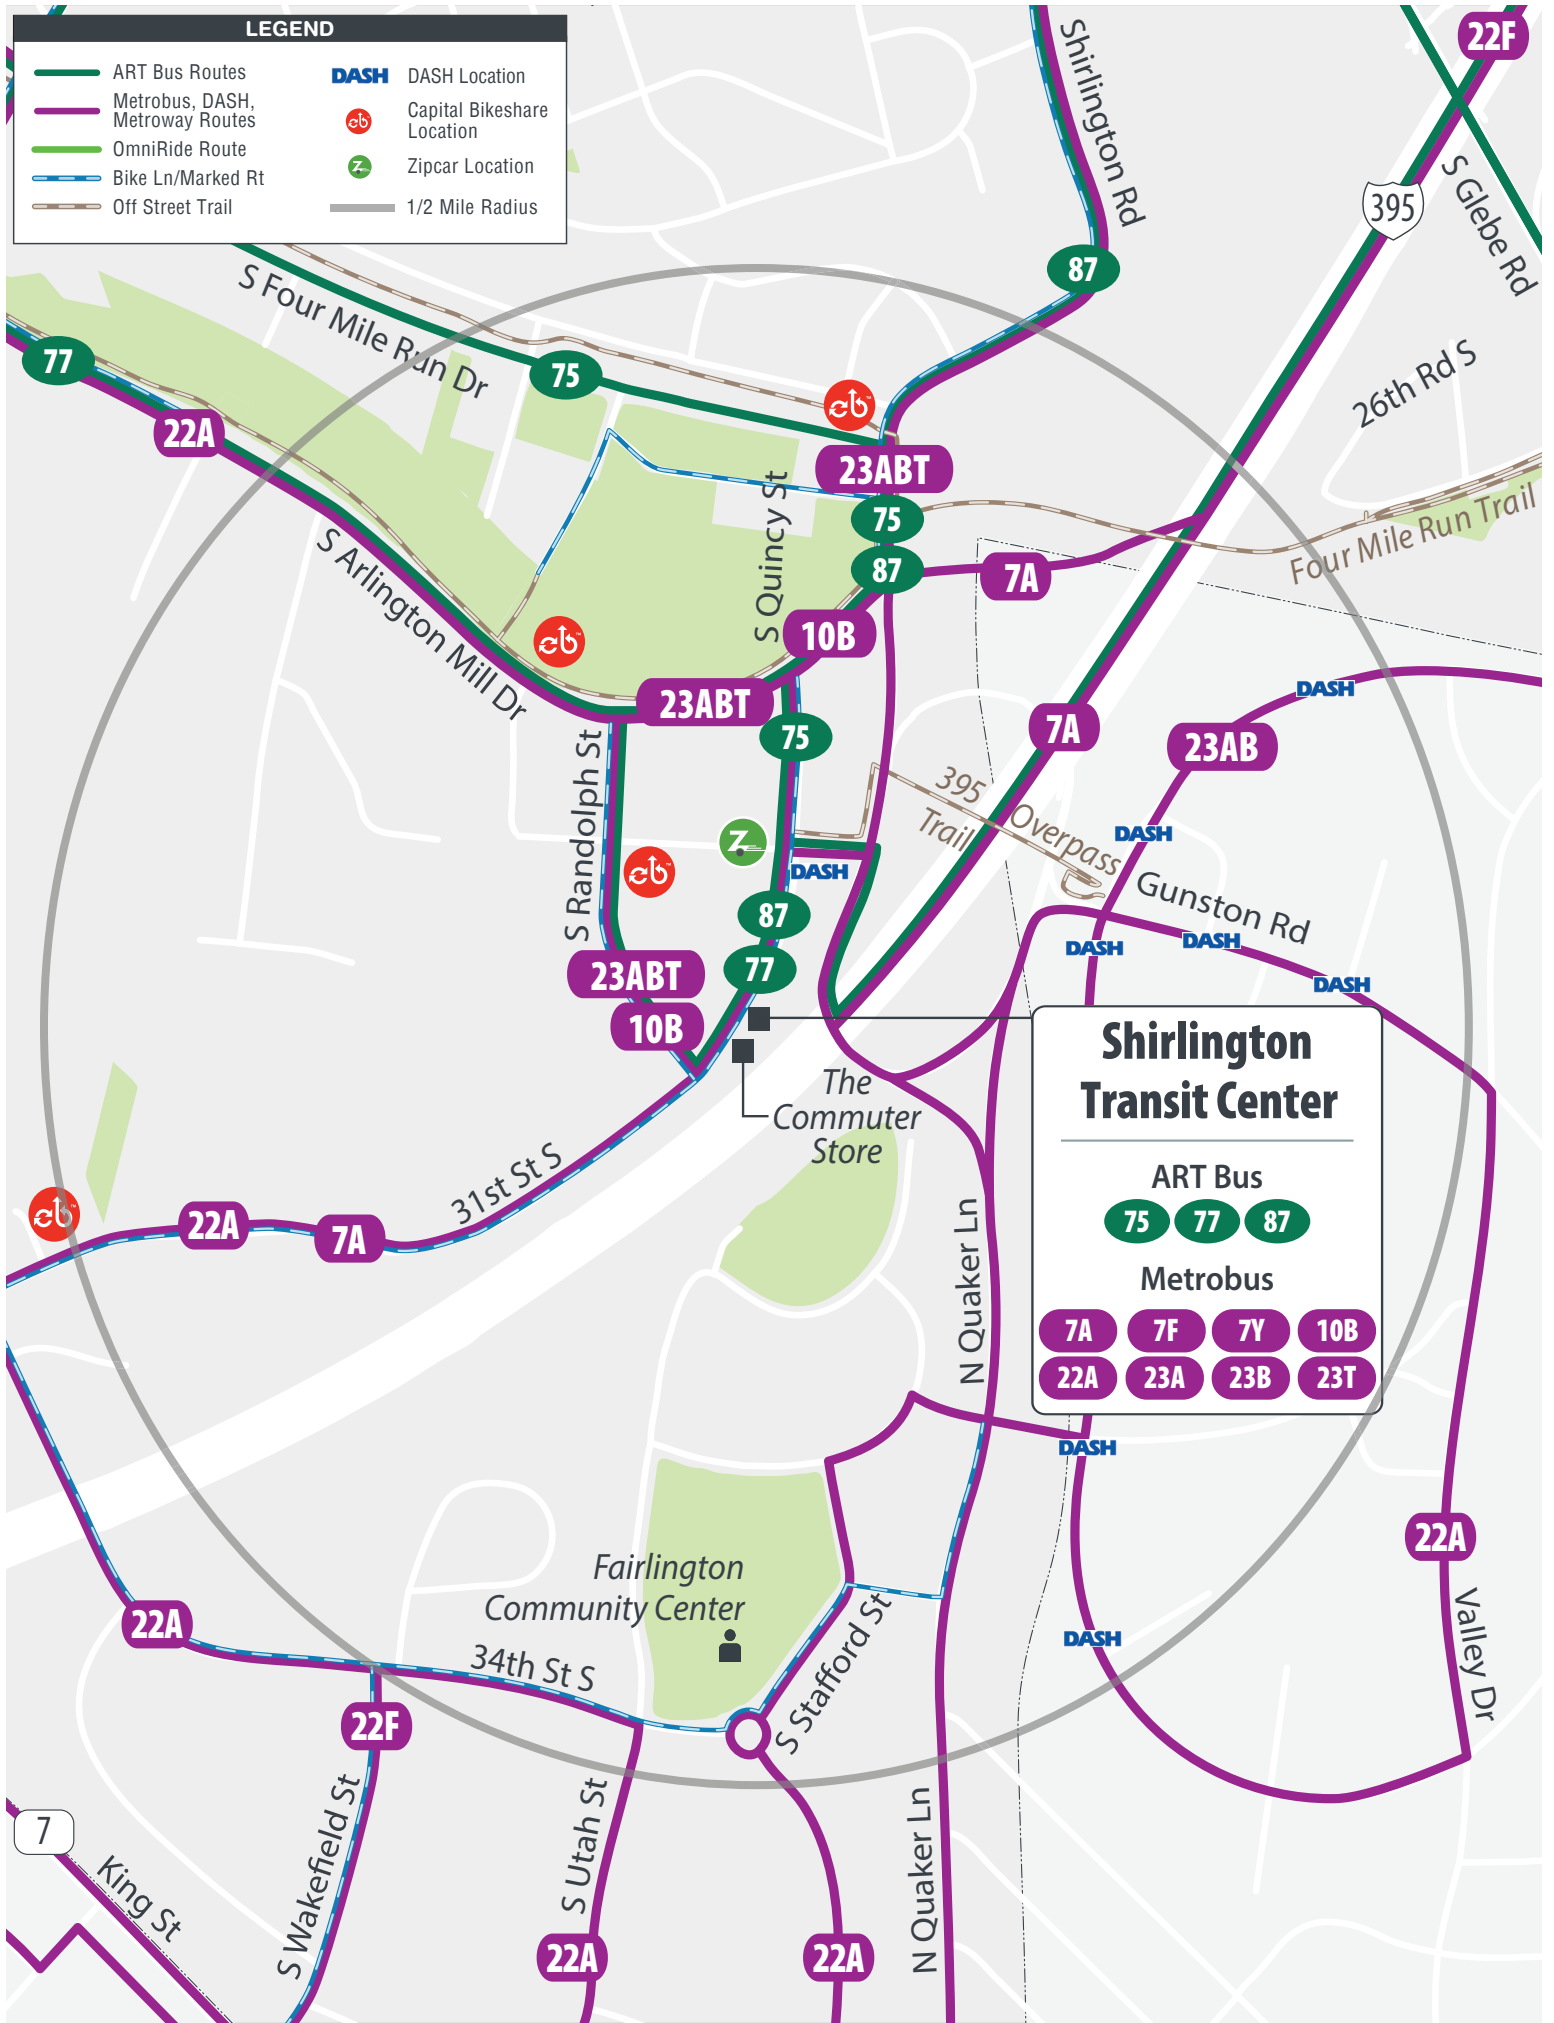 LEGEND
ART Bus Routes
Metrobus, DASH,
Metroway Routes
OmniRide Route
Bike Ln/Marked Rt
Off Street Trail
DASH DASH Location
Capital Bikeshare
Location
Zipcar Location
1/2 Mile Radius
22F
Shirlington Rd
395
S Glebe Rd
87
S Four Mile Run Dr
77
75
22A
26th Rd S
23ABT
75
S Quincy St
Four Mile Run Trail
87
7A
S Arlington Mill Dr
10B
DASH
23ABT
7A
75
23AB
S Randolph St
395 Overpass
Trail
DASH
Z
DASH
Gunston Rd
87
DASH
DASH
77
23ABT
DASH
10B
Shirlington
Transit Center
ART Bus
75 77 87
Metrobus
7A 7F 7Y 10B
22A 23A 23B 23T
The
Commuter
Store
31st St S
22A
7A
N Quaker Ln
DASH
22A
Fairlington
Community Center
22A
34th St S
S Stafford St
DASH
Valley Dr
22F
7
King St
S Wakefield St
S Utah St
N Quaker Ln
22A
22A